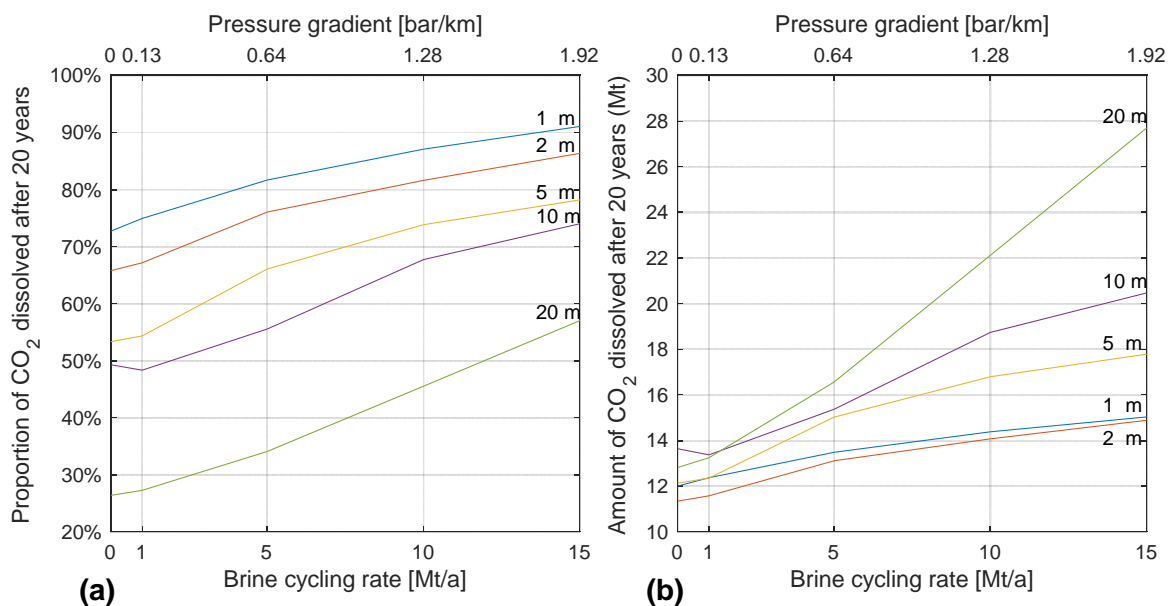 Pressure gradient [bar/km]
0 0.13 0.64 1.28 1.92
100%
90%
80%
70%
60%
50%
40%
30%
20%
Proportion of CO2 dissolved after 20 years
1 m
2 m
5 m
10 m
20 m
0 1 5 10 15
Brine cycling rate [Mt/a]
(a)
Pressure gradient [bar/km]
0 0.13 0.64 1.28 1.92
30
28
26
24
22
20
18
16
14
12
10
Amount of CO2 dissolved after 20 years (Mt)
20 m
10 m
5 m
1 m
2 m
0 1 5 10 15
Brine cycling rate [Mt/a]
(b)